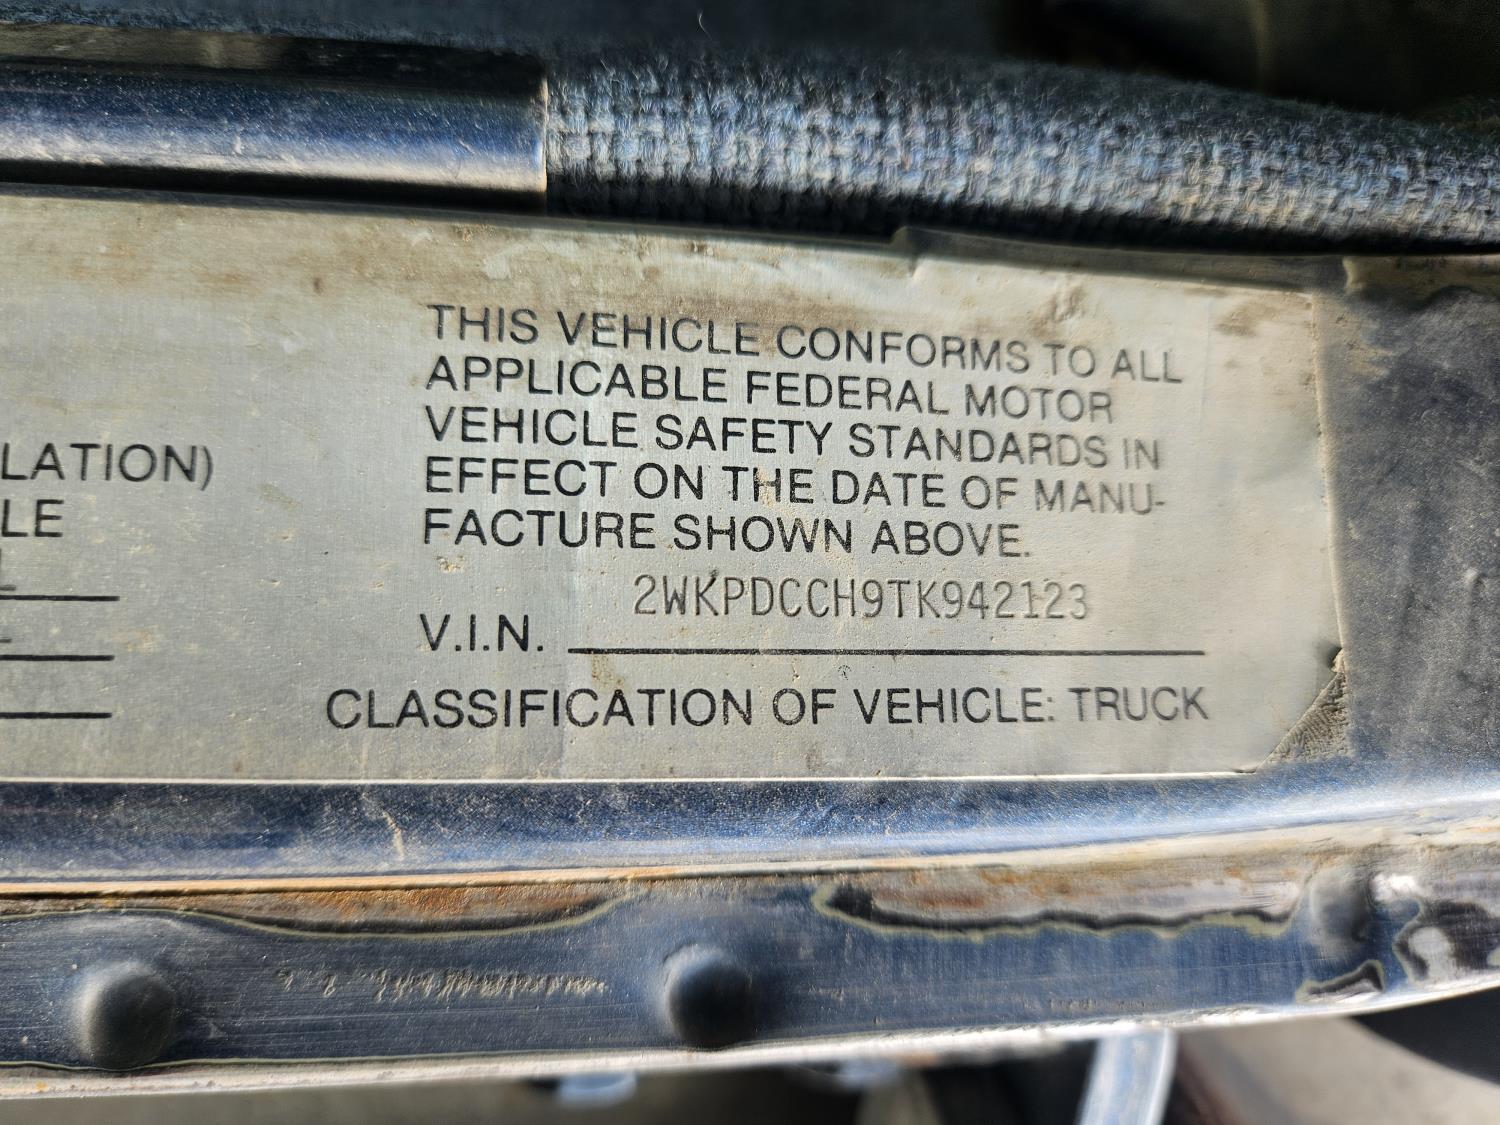 THIS VEHICLE CONFORMS TO ALL
APPLICABLE FEDERAL MOTOR
VEHICLE SAFETY STANDARDS IN
EFFECT ON THE DATE OF MANU-
FACTURE SHOWN ABOVE.
LATION)
LE
2WKPDCCH9TK942123
V.I.N.
CLASSIFICATION OF VEHICLE: TRUCK